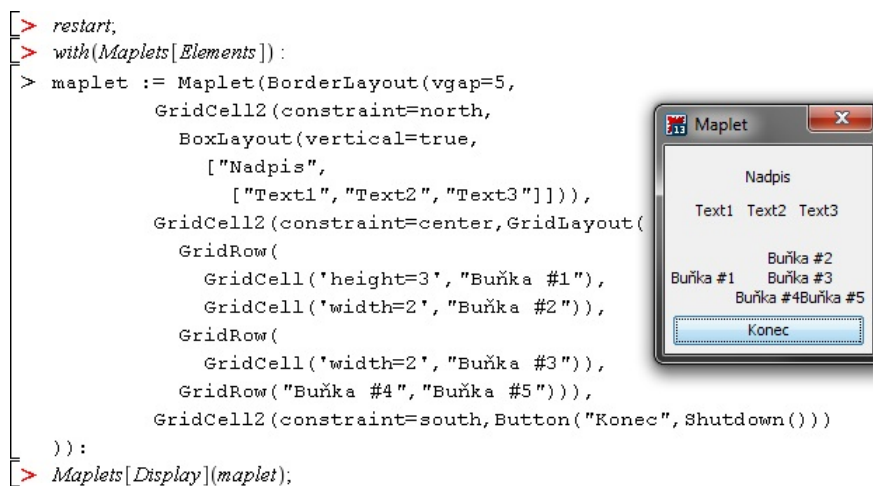 > restart;
> with(Maplets[Elements]) :
> maplet := Maplet(BorderLayout(vgap=5,
GridCell2(constraint=north,
BoxLayout(vertical=true,
["Nadpis",
["Text1","Text2","Text3"]])),
GridCell2(constraint=center,GridLayout(
GridRow(
GridCell('height=3',"Buňka #1"),
GridCell('width=2',"Buňka #2")),
GridRow(
GridCell('width=2',"Buňka #3")),
GridRow("Buňka #4","Buňka #5"))),
GridCell2(constraint=south,Button("Konec",Shutdown()))
)):
> Maplets[Display](maplet);
13 Maplet x
Nadpis
Text1 Text2 Text3
Buňka #2
Buňka #1 Buňka #3
Buňka #4Buňka #5
Konec